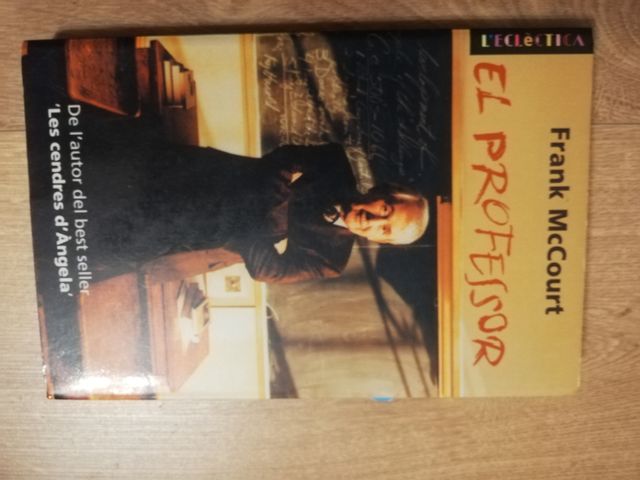 L'ECLèCTICA
Frank McCourt
EL PROFESSOR
De l'autor del best seller
'Les cendres d'Àngela'